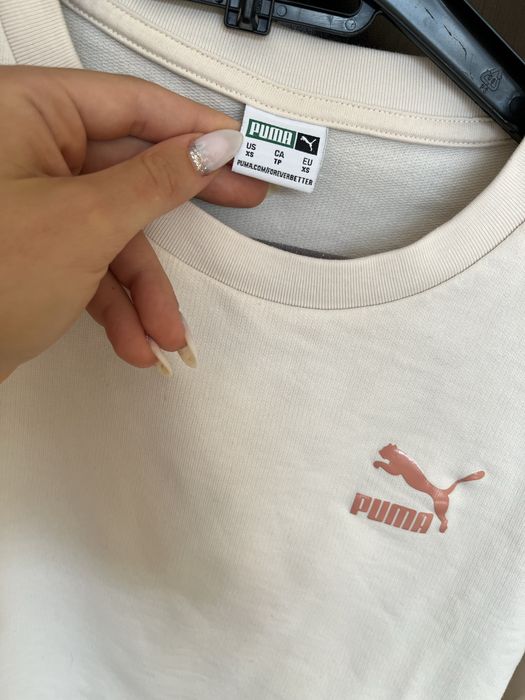 PUMA
US CA EU
XS TP XS
PUMA.COM/FOREVERBETTER
PUMA